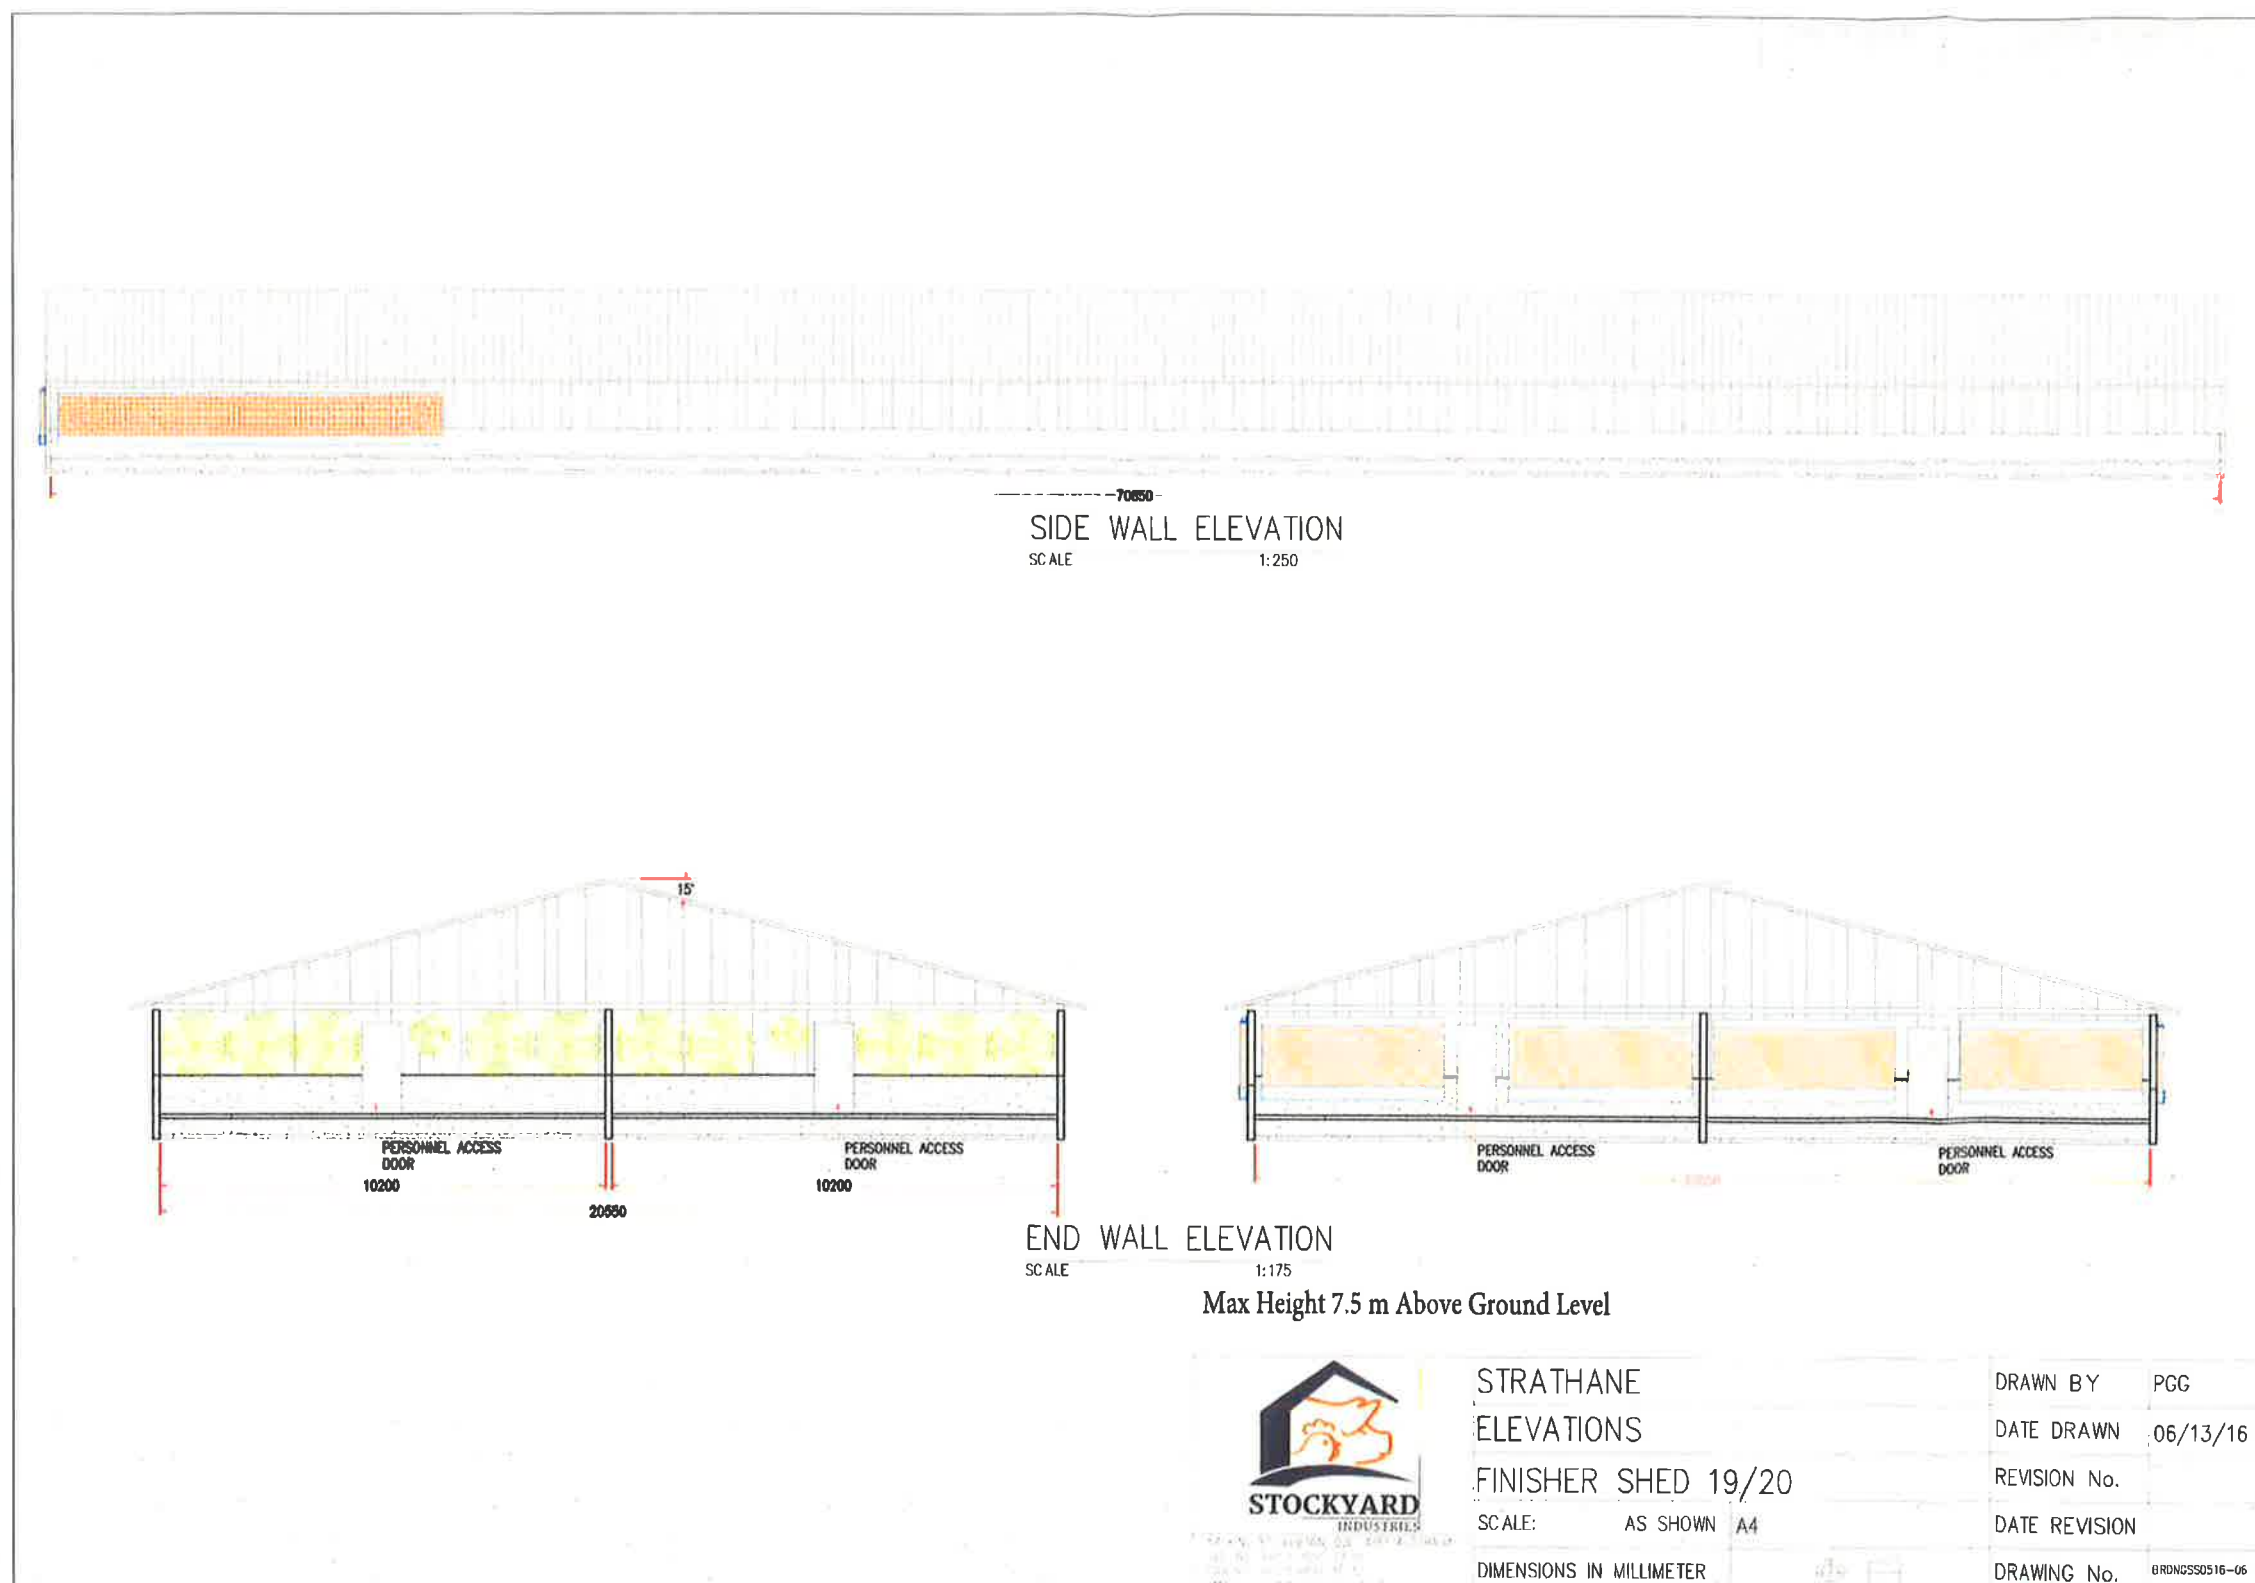 70650
SIDE WALL ELEVATION
SCALE 1:250
15°
PERSONNEL ACCESS
DOOR
PERSONNEL ACCESS
DOOR
10200
10200
20550
PERSONNEL ACCESS
DOOR
PERSONNEL ACCESS
DOOR
END WALL ELEVATION
SCALE 1:175
Max Height 7.5 m Above Ground Level
STOCKYARD
INDUSTRIES
STRATHANE
ELEVATIONS
FINISHER SHED 19/20
SCALE: AS SHOWN A4
DIMENSIONS IN MILLIMETER
DRAWN BY PGG
DATE DRAWN 06/13/16
REVISION No.
DATE REVISION
DRAWING No. BRDNGSS0516-06